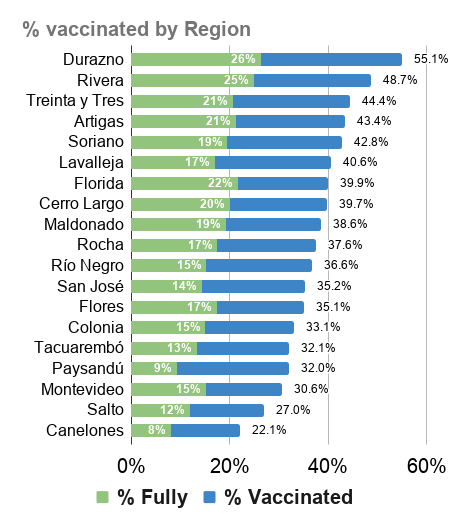 % vaccinated by Region
Durazno 26% 55.1%
Rivera 25% 48.7%
Treinta y Tres 21% 44.4%
Artigas 21% 43.4%
Soriano 19% 42.8%
Lavalleja 17% 40.6%
Florida 22% 39.9%
Cerro Largo 20% 39.7%
Maldonado 19% 38.6%
Rocha 17% 37.6%
Río Negro 15% 36.6%
San José 14% 35.2%
Flores 17% 35.1%
Colonia 15% 33.1%
Tacuarembó 13% 32.1%
Paysandú 9% 32.0%
Montevideo 15% 30.6%
Salto 12% 27.0%
Canelones 8% 22.1%
0% 20% 40% 60%
% Fully % Vaccinated